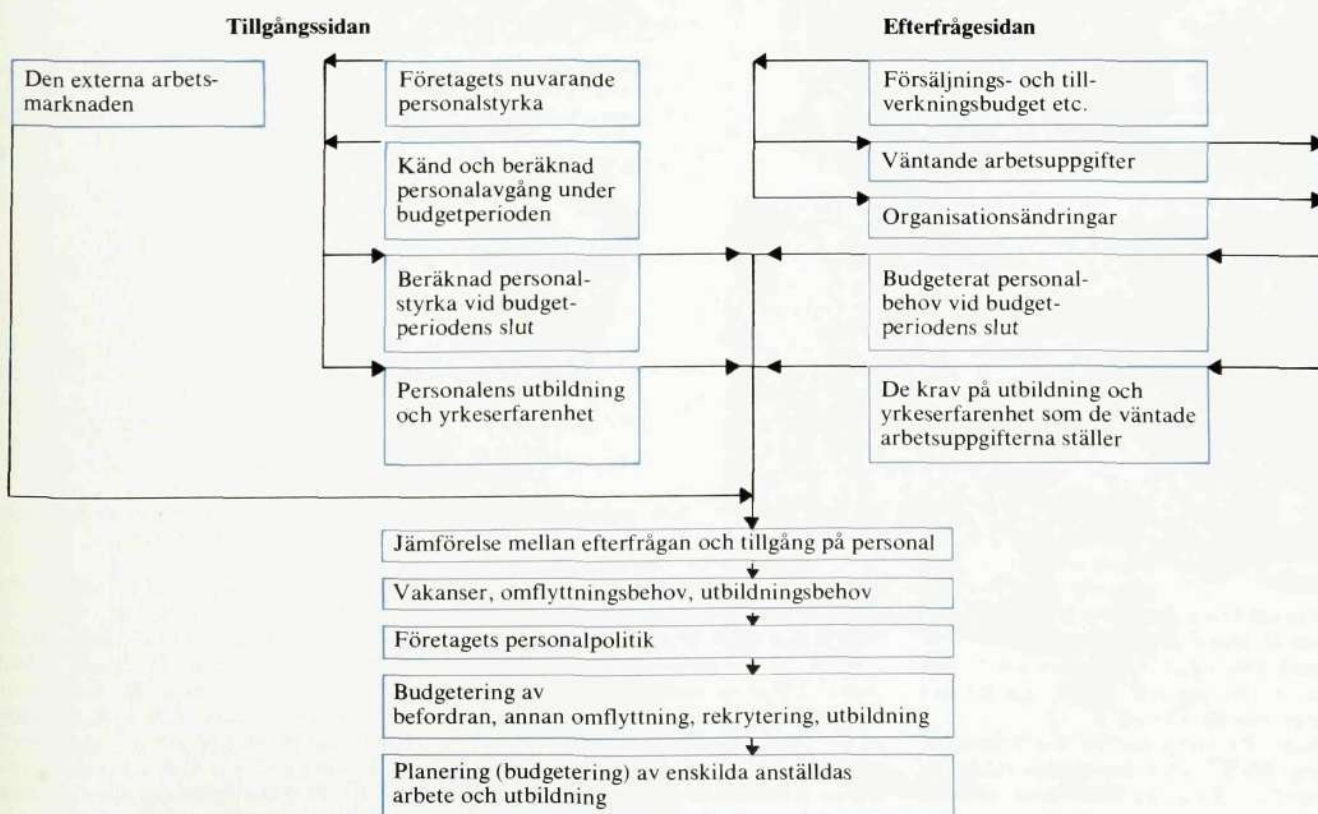 Tillgångssidan
Den externa arbets-
marknaden
Företagets nuvarande
personalstyrka
Känd och beräknad
personalavgång under
budgetperioden
Beräknad personal-
styrka vid budget-
periodens slut
Personalens utbildning
och yrkeserfarenhet
Efterfrågesidan
Försäljnings- och till-
verkningsbudget etc.
Väntande arbetsuppgifter
Organisationsändringar
Budgeterat personal-
behov vid budget-
periodens slut
De krav på utbildning och
yrkeserfarenhet som de väntade
arbetsuppgifterna ställer
Jämförelse mellan efterfrågan och tillgång på personal
Vakanser, omflyttningsbehov, utbildningsbehov
Företagets personalpolitik
Budgetering av
befordran, annan omflyttning, rekrytering, utbildning
Planering (budgetering) av enskilda anställdas
arbete och utbildning